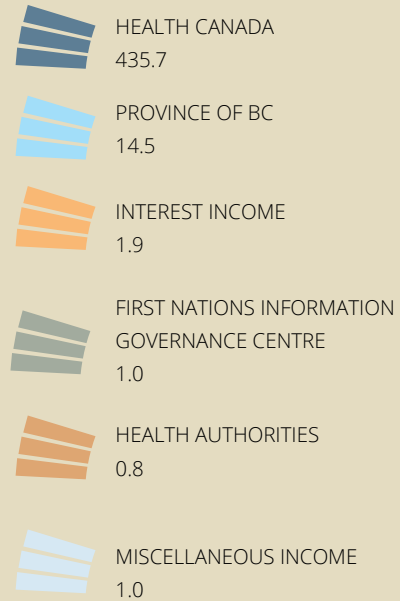 HEALTH CANADA
435.7
PROVINCE OF BC
14.5
INTEREST INCOME
1.9
FIRST NATIONS INFORMATION
GOVERNANCE CENTRE
1.0
HEALTH AUTHORITIES
0.8
MISCELLANEOUS INCOME
1.0